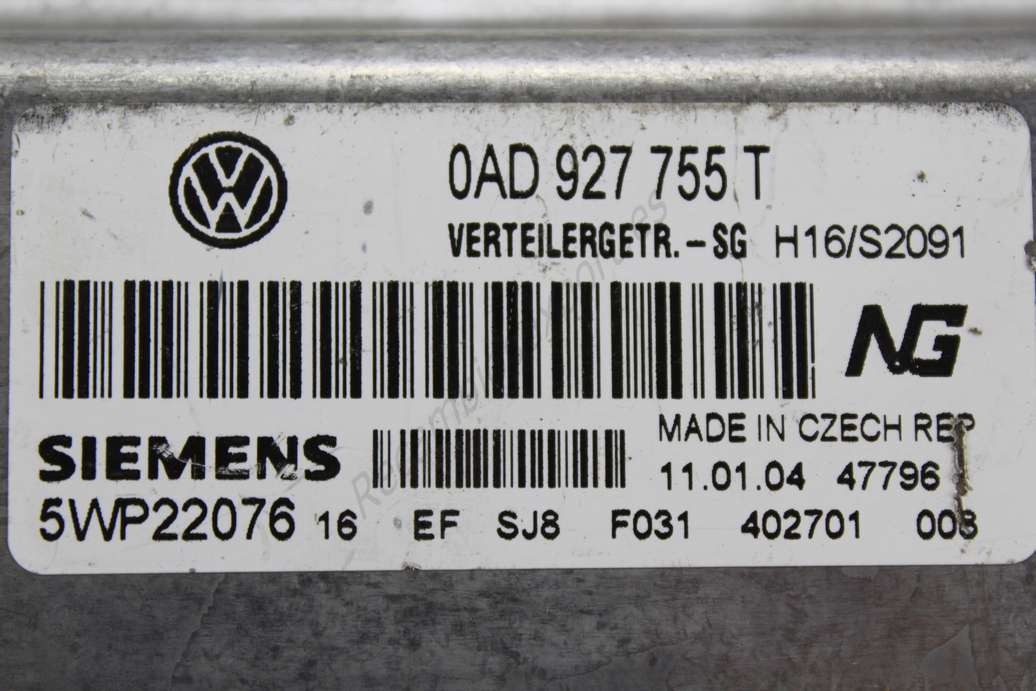 0AD 927 755 T
VERTEILERGETR.-SG H16/S2091
NG
SIEMENS
MADE IN CZECH REP
11.01.04 47796
5WP22076 16 EF SJ8 F031 402701 008